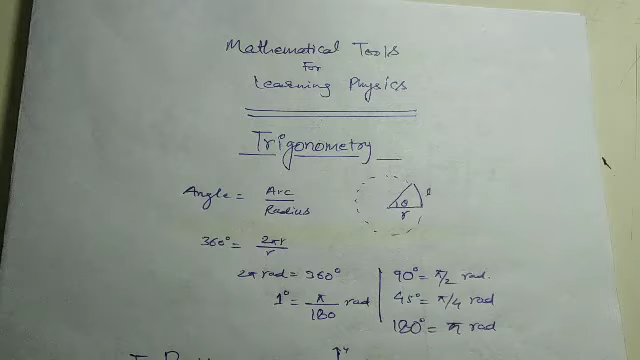 Mathematical Tools
For
Learning Physics
Trigonometry
Angle = Arc / Radius
l
θ
r
360° = 2πr / r
2π rad = 360°
1° = π / 180 rad
90° = π/2 rad.
45° = π/4 rad
180° = π rad